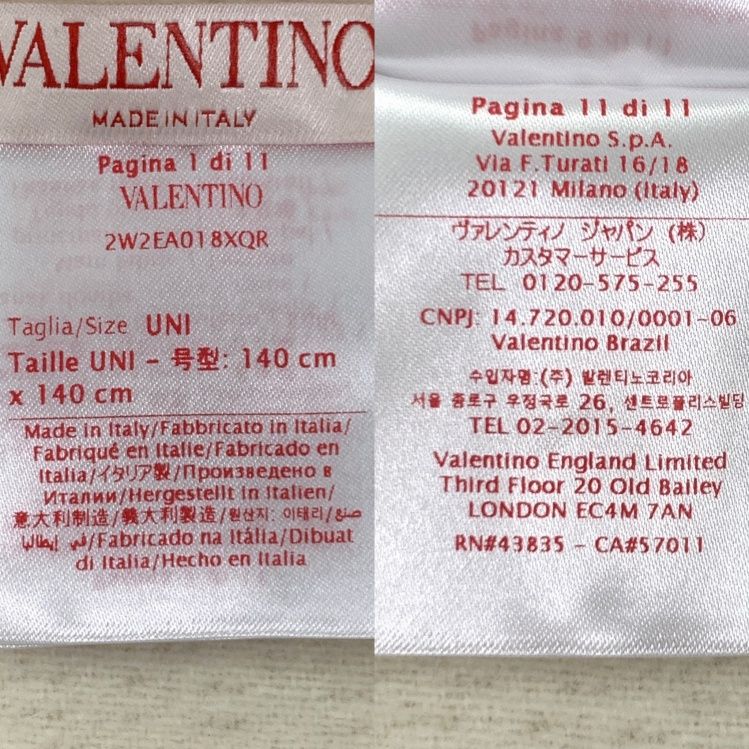 VALENTINO
MADE IN ITALY
Pagina 1 di 11
VALENTINO
2W2EA018XQR
Taglia/Size UNI
Taille UNI - 号型: 140 cm
x 140 cm
Made in Italy/Fabbricato in Italia/
Fabriqué en Italie/Fabricado en
Italia/イタリア製/Произведено в
Италии/Hergestellt in Italien/
意大利制造/義大利製造/원산지: 이태리/صنع
في إيطاليا/Fabricado na Itália/Dibuat
di Italia/Hecho en Italia
Pagina 11 di 11
Valentino S.p.A.
Via F.Turati 16/18
20121 Milano (Italy)
ヴァレンティノ ジャパン (株)
カスタマーサービス
TEL 0120-575-255
CNPJ: 14.720.010/0001-06
Valentino Brazil
수입자명:(주) 발렌티노코리아
서울 종로구 우정국로 26, 센트로폴리스빌딩
TEL 02-2015-4642
Valentino England Limited
Third Floor 20 Old Bailey
LONDON EC4M 7AN
RN#43835 - CA#57011